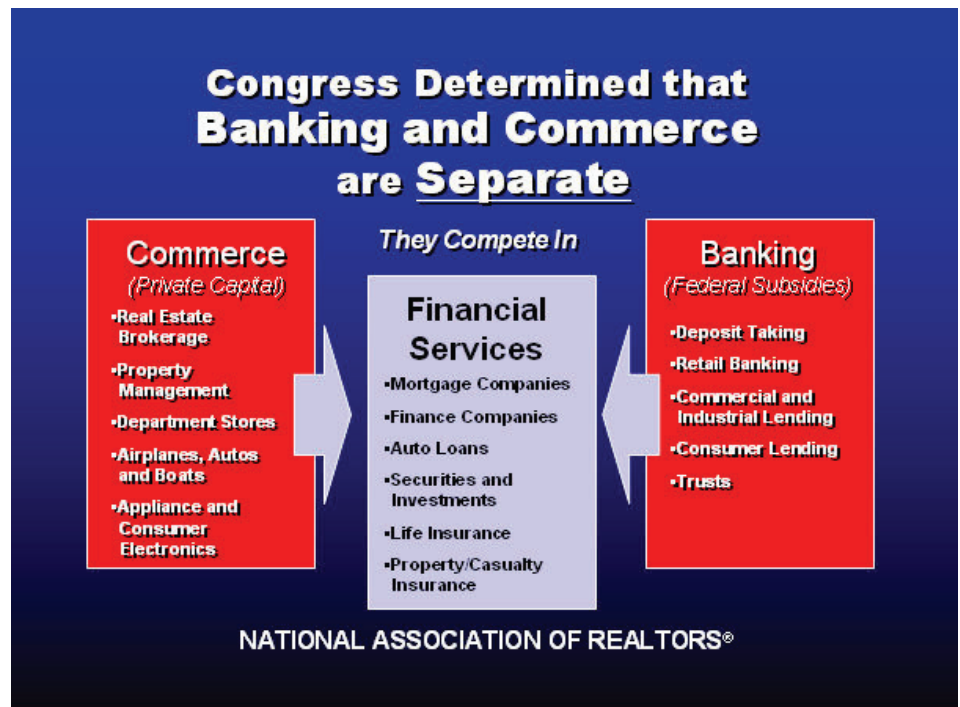 Congress Determined that
Banking and Commerce
are Separate
Commerce
(Private Capital)
▪Real Estate
Brokerage
▪Property
Management
▪Department Stores
▪Airplanes, Autos
and Boats
▪Appliance and
Consumer
Electronics
They Compete In
Financial
Services
▪Mortgage Companies
▪Finance Companies
▪Auto Loans
▪Securities and
Investments
▪Life Insurance
▪Property/Casualty
Insurance
Banking
(Federal Subsidies)
▪Deposit Taking
▪Retail Banking
▪Commercial and
Industrial Lending
▪Consumer Lending
▪Trusts
NATIONAL ASSOCIATION OF REALTORS®